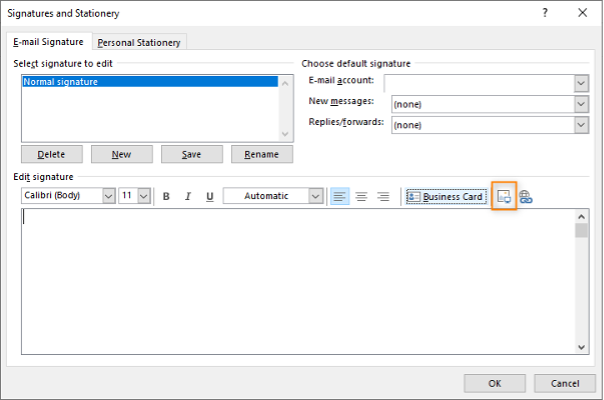 Signatures and Stationery
?
E-mail Signature Personal Stationery
Select signature to edit
Normal signature
Delete New Save Rename
Choose default signature
E-mail account:
New messages: (none)
Replies/forwards: (none)
Edit signature
Calibri (Body) 11 B I U Automatic Business Card
OK Cancel